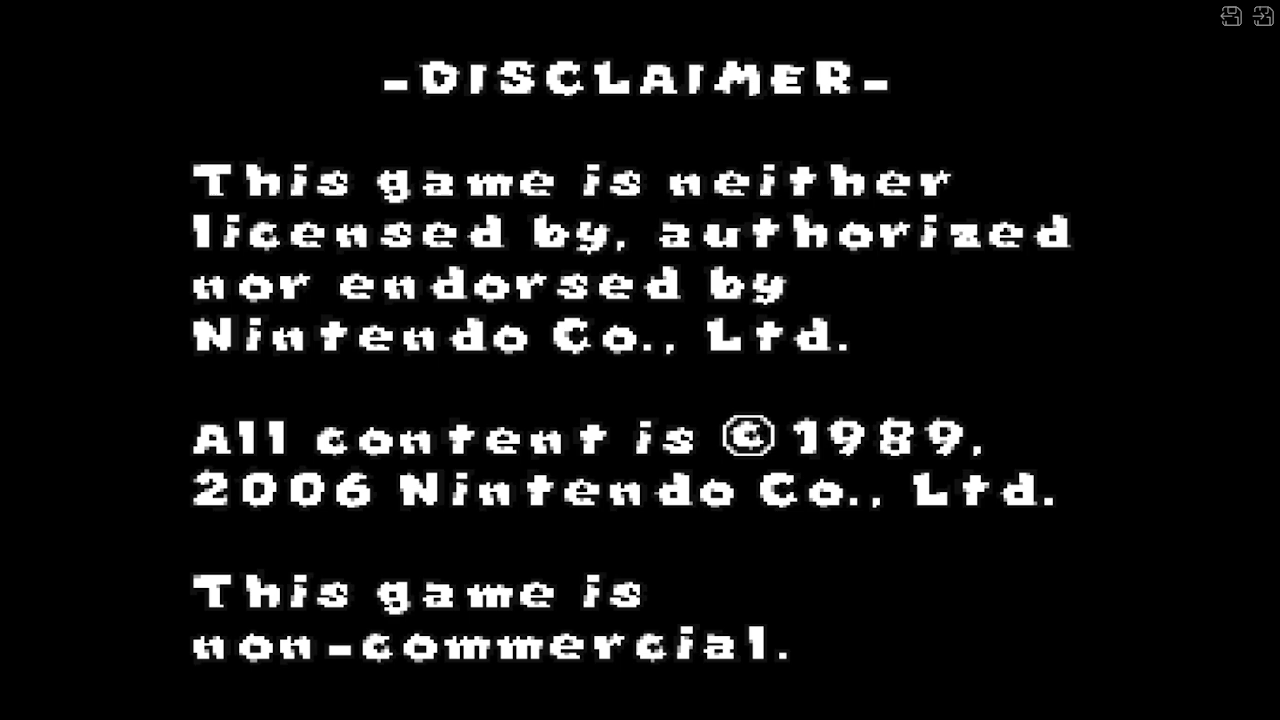 -DISCLAIMER-
This game is neither
licensed by, authorized
nor endorsed by
Nintendo Co., Ltd.
All content is ©1989,
2006 Nintendo Co., Ltd.
This game is
non-commercial.